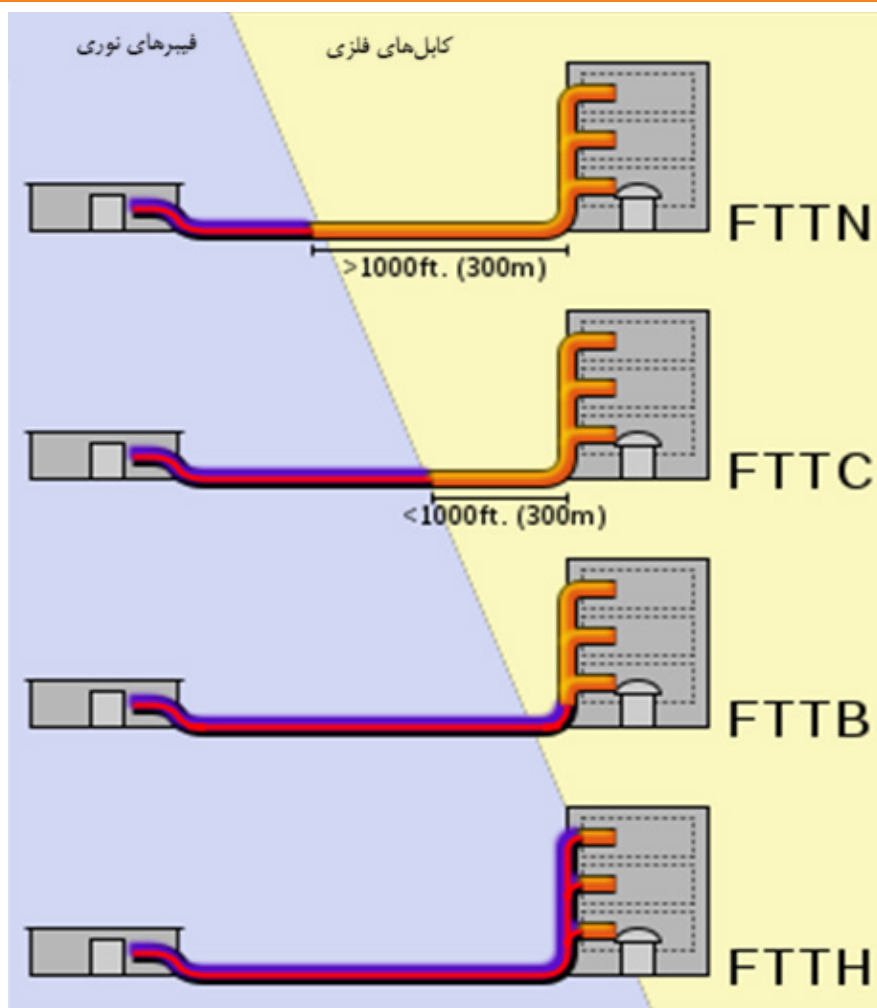 فیبرهای نوری
کابل‌های فلزی
FTTN
>1000ft. (300m)
FTTC
<1000ft. (300m)
FTTB
FTTH